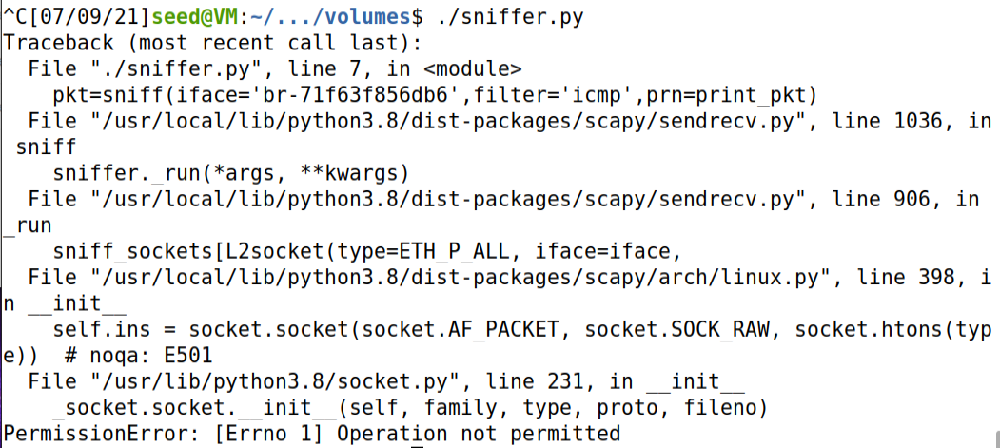 ^C[07/09/21]seed@VM:~/.../volumes$ ./sniffer.py
Traceback (most recent call last):
  File "./sniffer.py", line 7, in <module>
    pkt=sniff(iface='br-71f63f856db6',filter='icmp',prn=print_pkt)
  File "/usr/local/lib/python3.8/dist-packages/scapy/sendrecv.py", line 1036, in
 sniff
    sniffer._run(*args, **kwargs)
  File "/usr/local/lib/python3.8/dist-packages/scapy/sendrecv.py", line 906, in
_run
    sniff_sockets[L2socket(type=ETH_P_ALL, iface=iface,
  File "/usr/local/lib/python3.8/dist-packages/scapy/arch/linux.py", line 398, i
n __init__
    self.ins = socket.socket(socket.AF_PACKET, socket.SOCK_RAW, socket.htons(typ
e))  # noqa: E501
  File "/usr/lib/python3.8/socket.py", line 231, in __init__
    _socket.socket.__init__(self, family, type, proto, fileno)
PermissionError: [Errno 1] Operation not permitted